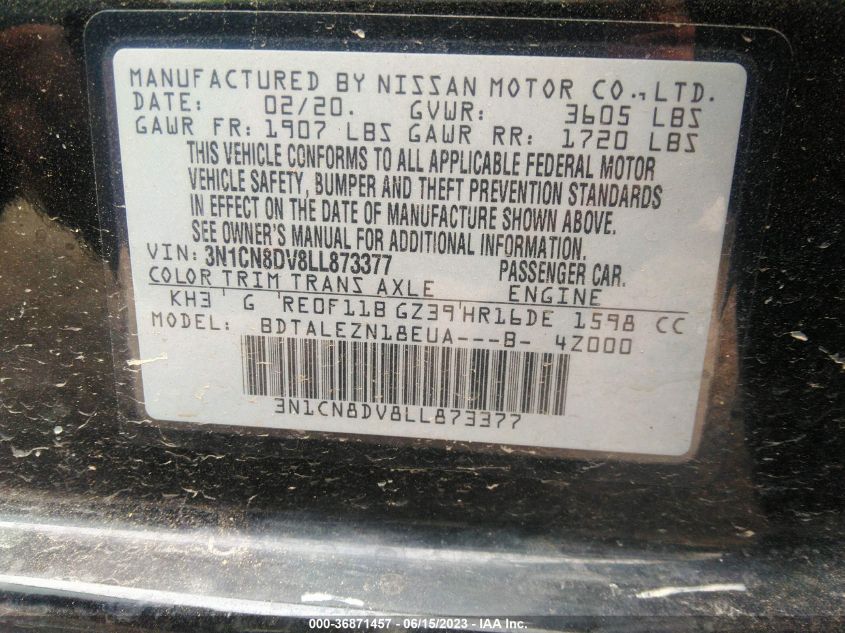 MANUFACTURED BY NISSAN MOTOR CO., LTD.
DATE: 02/20. GVWR: 3605 LBS
GAWR FR: 1907 LBS GAWR RR: 1720 LBS
THIS VEHICLE CONFORMS TO ALL APPLICABLE FEDERAL MOTOR
VEHICLE SAFETY, BUMPER AND THEFT PREVENTION STANDARDS
IN EFFECT ON THE DATE OF MANUFACTURE SHOWN ABOVE.
SEE OWNER'S MANUAL FOR ADDITIONAL INFORMATION.
VIN: 3N1CN8DV8LL873377 PASSENGER CAR.
COLOR TRIM TRANS AXLE ENGINE
KH3 G RE0F11B GZ39 HR16DE 1598 CC
MODEL: BDTALEZN18EUA---B- 4Z000
3N1CN8DV8LL873377
000-36871457 - 06/15/2023 - IAA Inc.